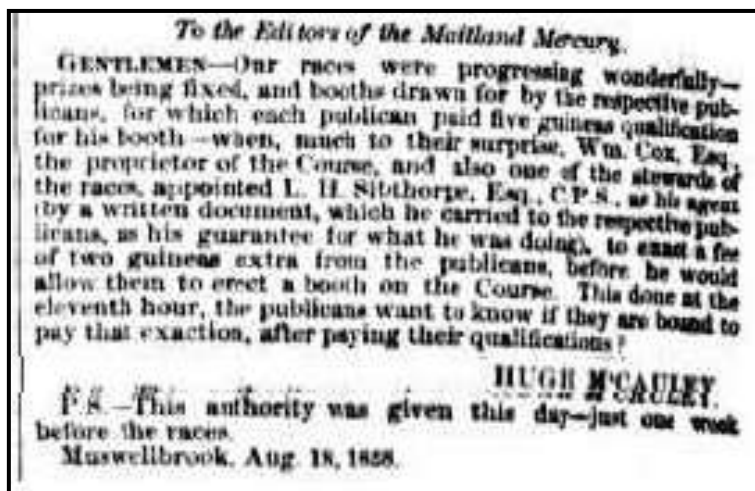 To the Editors of the Maitland Mercury.
GENTLEMEN—Our races were progressing wonderfully—
prizes being fixed, and booths drawn for by the respective pub-
licans, for which each publican paid five guineas qualification
for his booth—when, much to their surprise, Wm. Cox, Esq.,
the proprietor of the Course, and also one of the stewards of
the races, appointed L. H. Sibthorpe, Esq., C.P.S., as his agent
(by a written document, which he carried to the respective pub-
licans, as his guarantee for what he was doing), to exact a fee
of two guineas extra from the publicans, before he would
allow them to erect a booth on the Course. This done at the
eleventh hour, the publicans want to know if they are bound to
pay that exaction, after paying their qualifications?
HUGH M'CAULEY.
P.S.—This authority was given this day—just one week
before the races.
Muswellbrook, Aug. 18, 1858.